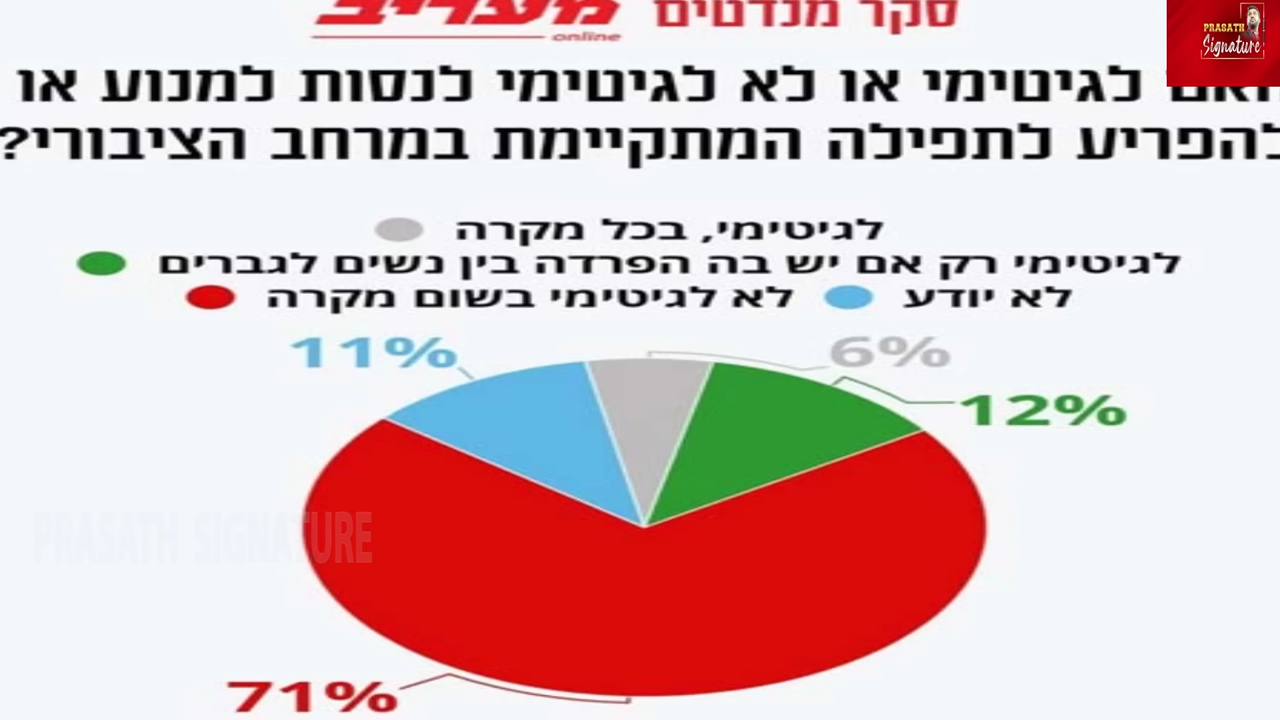 סקר מנדטים מעריב
online
PRASATH
Signature
לגיטימי או לא לגיטימי לנסות למנוע או
להפריע לתפילה המתקיימת במרחב הציבורי?
לגיטימי, בכל מקרה
לגיטימי רק אם יש בה הפרדה בין נשים לגברים
לא יודע לא לגיטימי בשום מקרה
11% 6%
12%
PRASATH SIGNATURE
71%